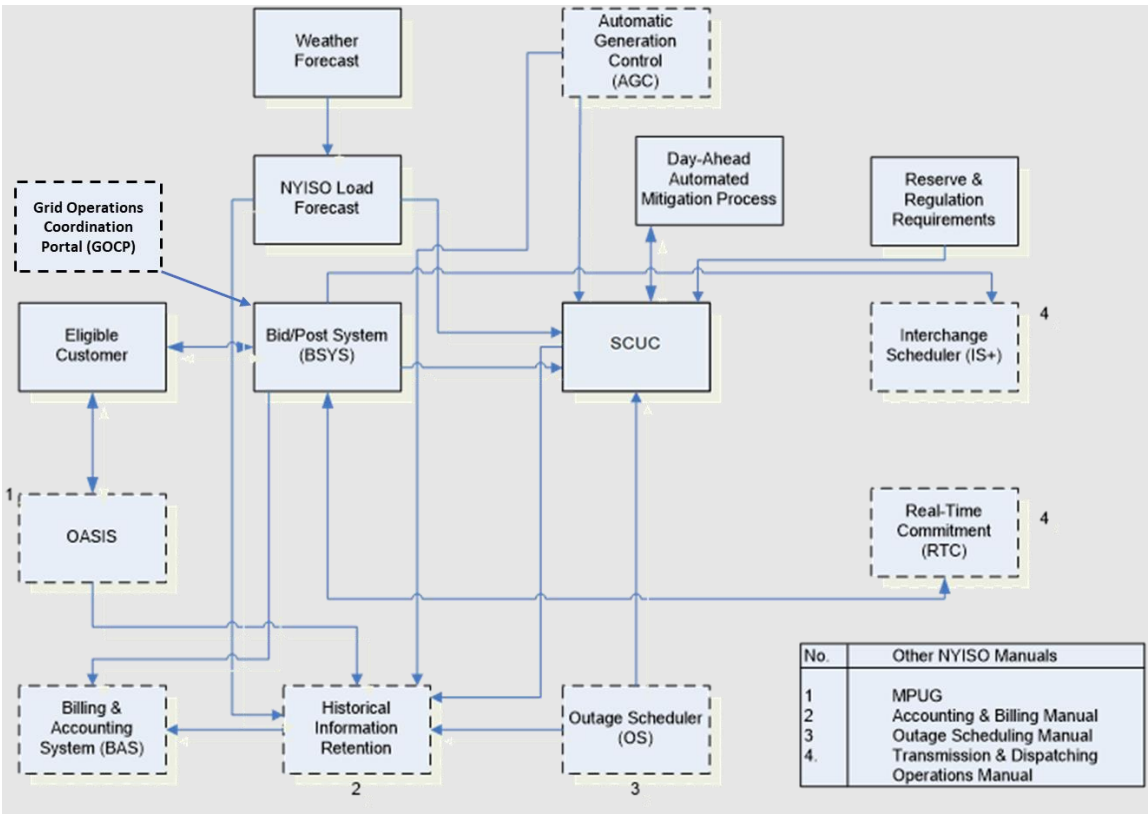 Weather
Forecast
Automatic
Generation
Control
(AGC)
NYISO Load
Forecast
Day-Ahead
Automated
Mitigation Process
Reserve &
Regulation
Requirements
Grid Operations
Coordination
Portal (GOCP)
Eligible
Customer
Bid/Post System
(BSYS)
SCUC
Interchange
Scheduler (IS+)
4
1
OASIS
Real-Time
Commitment
(RTC)
4
Billing &
Accounting
System (BAS)
Historical
Information
Retention
2
Outage Scheduler
(OS)
3
No. Other NYISO Manuals
1 MPUG
2 Accounting & Billing Manual
3 Outage Scheduling Manual
4. Transmission & Dispatching
Operations Manual